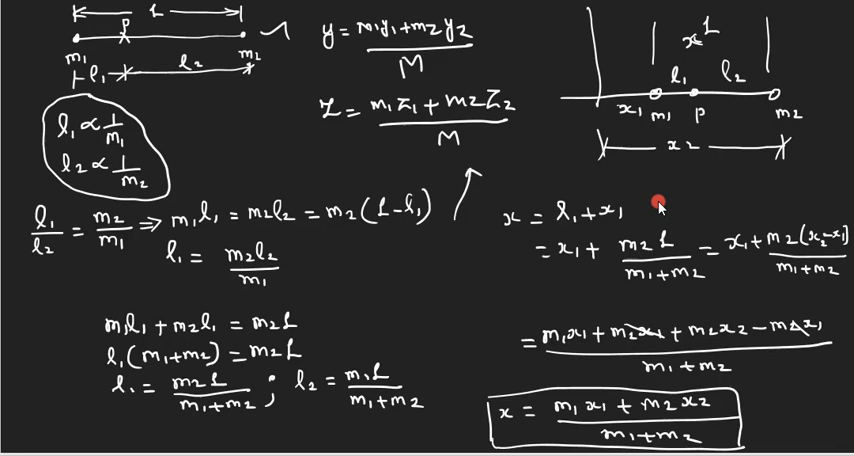 L
P
m₁ m₂
l₁ l₂
l₁ ∝ 1/m₁
l₂ ∝ 1/m₂
l₁/l₂ = m₂/m₁ ⇒ m₁l₁ = m₂l₂ = m₂(L-l₁)
l₁ = m₂l₂/m₁
m₁l₁ + m₂l₁ = m₂L
l₁(m₁+m₂) = m₂L
l₁ = m₂L/(m₁+m₂) ; l₂ = m₁L/(m₁+m₂)
y = (m₁y₁+m₂y₂)/M
Z = (m₁Z₁ + m₂Z₂)/M
L
l₁ l₂
x₁ m₁ P m₂
x₂
x = l₁+x₁
= x₁ + m₂L/(m₁+m₂) = x₁ + m₂(x₂-x₁)/(m₁+m₂)
= (m₁x₁ + m₂x₁ + m₂x₂ - m₂x₁)/(m₁+m₂)
x = (m₁x₁ + m₂x₂)/(m₁+m₂)